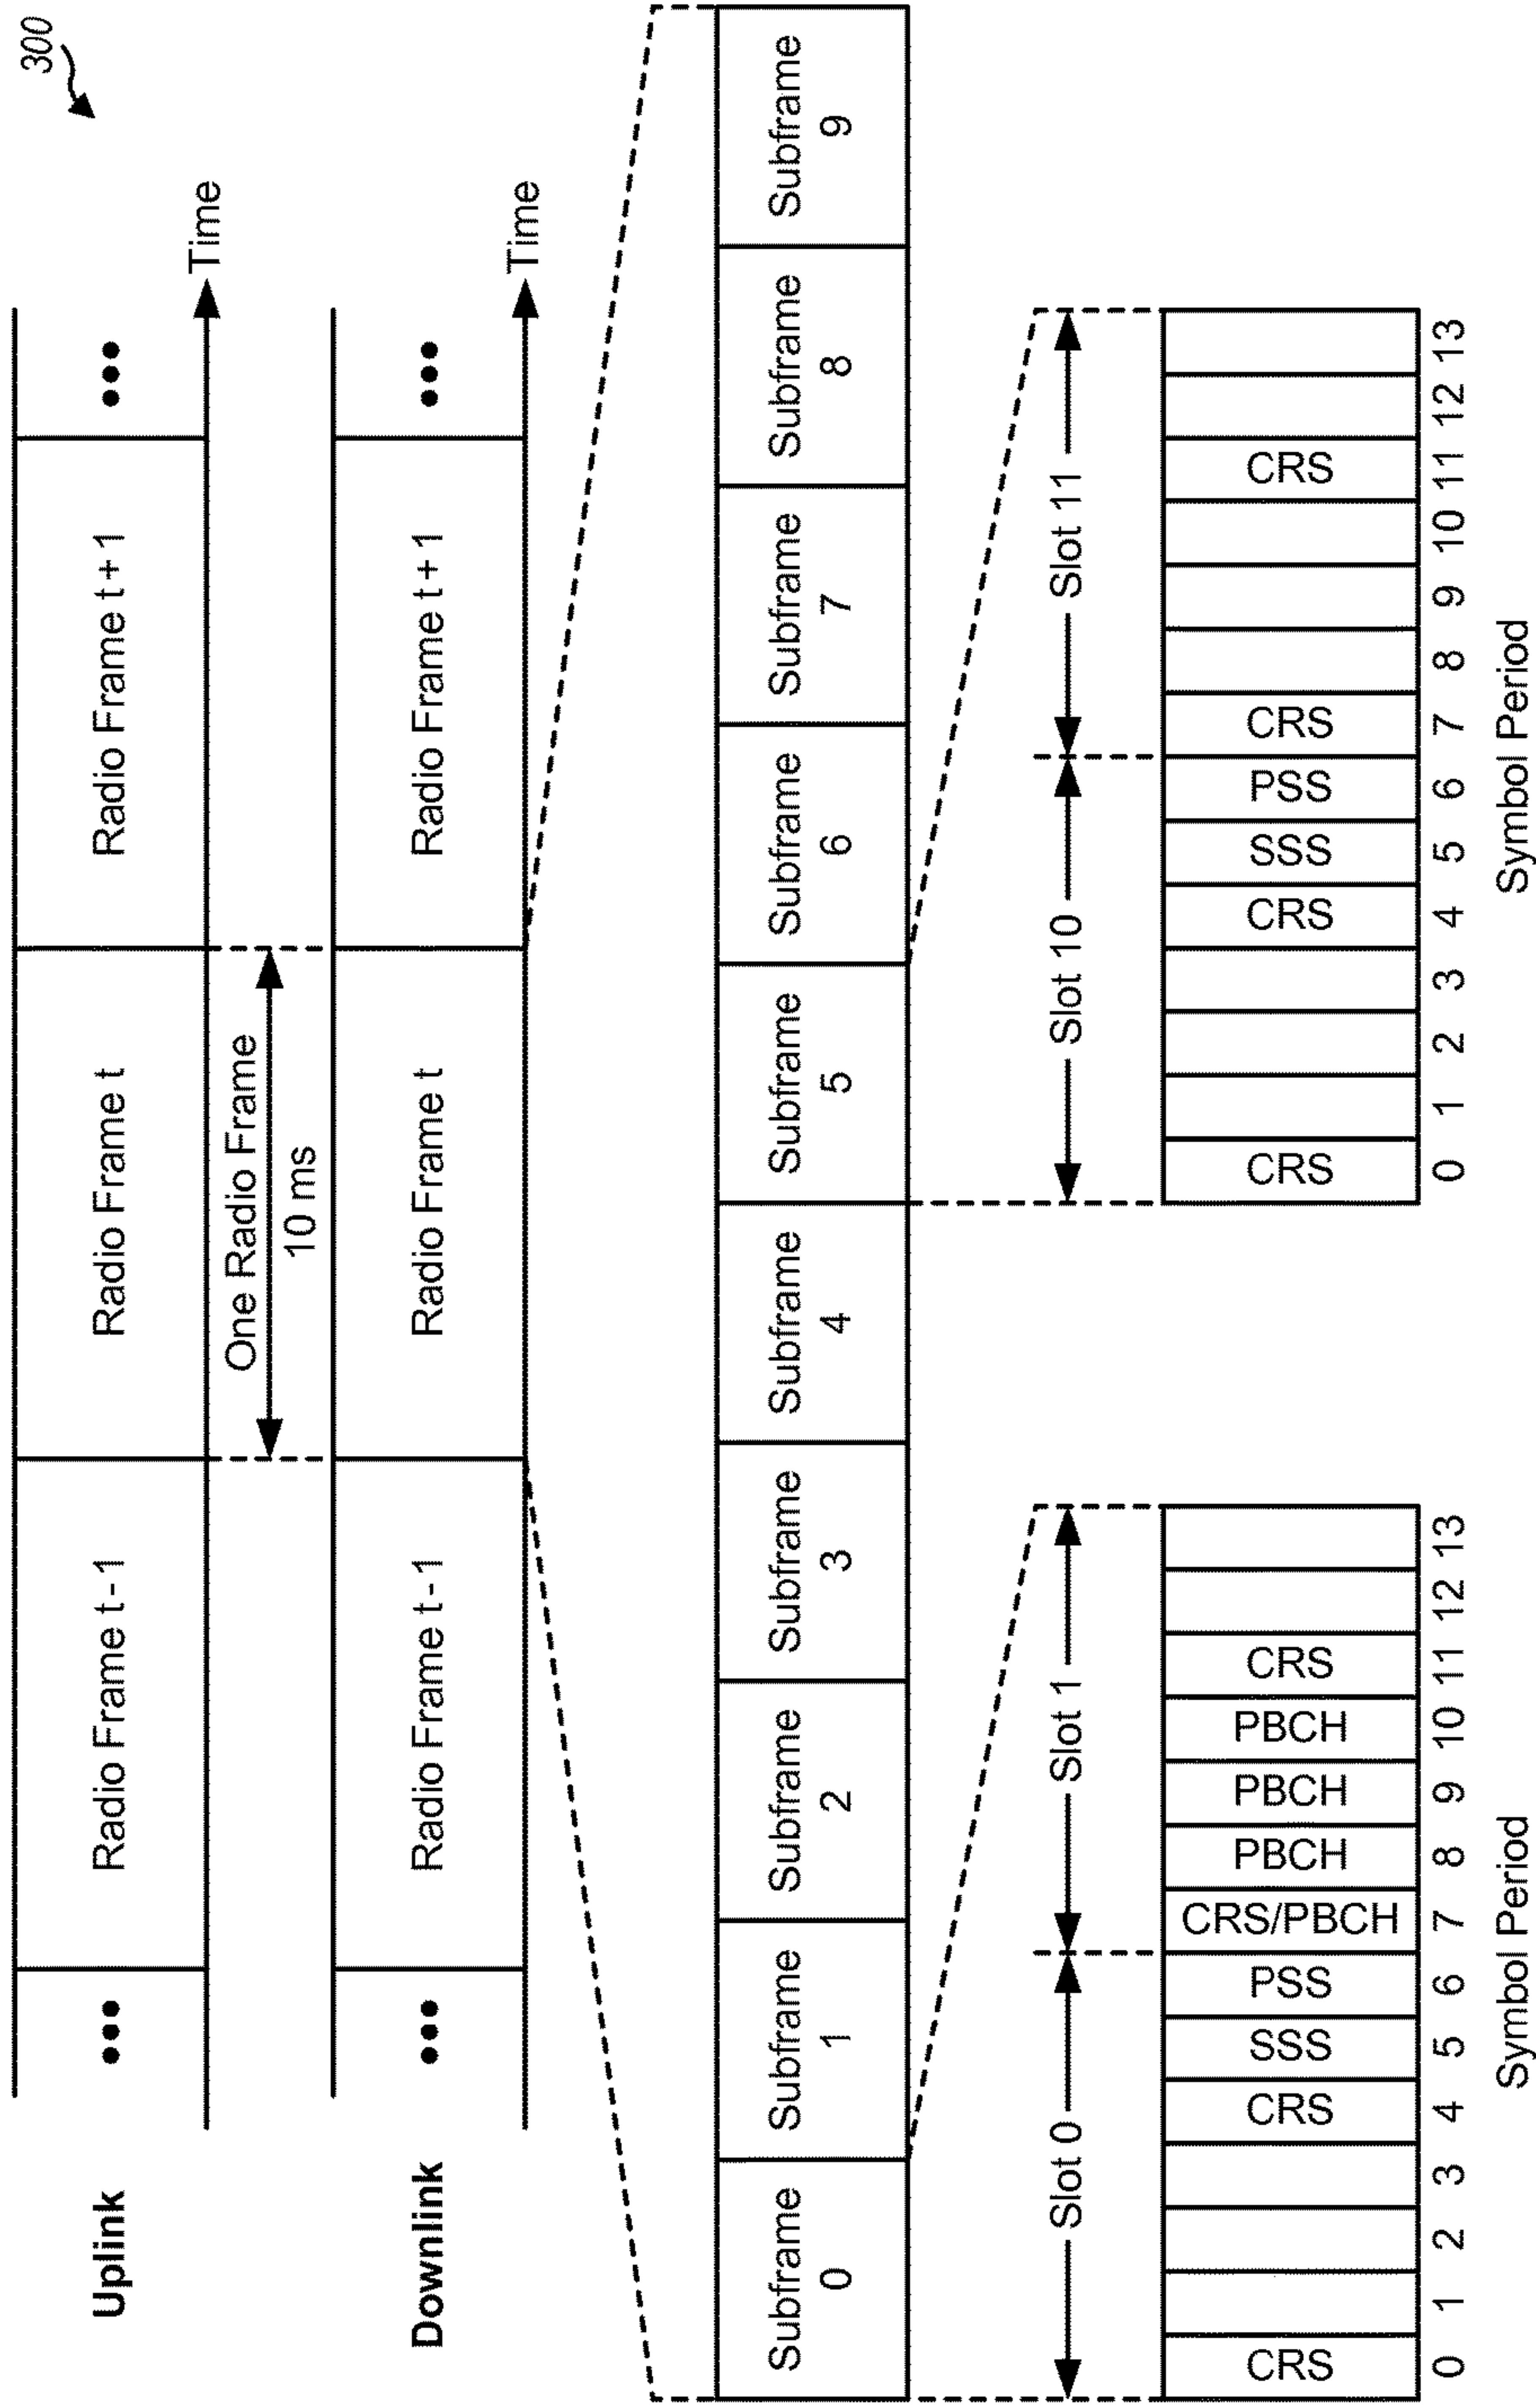 300
Uplink
••• Radio Frame t - 1 Radio Frame t Radio Frame t + 1 •••
Time
One Radio Frame
10 ms
Downlink
••• Radio Frame t - 1 Radio Frame t Radio Frame t + 1 •••
Time
Subframe 0
Subframe 1
Subframe 2
Subframe 3
Subframe 4
Subframe 5
Subframe 6
Subframe 7
Subframe 8
Subframe 9
Slot 0 Slot 1
CRS CRS SSS PSS CRS/PBCH PBCH PBCH PBCH CRS
0 1 2 3 4 5 6 7 8 9 10 11 12 13
Symbol Period
Slot 10 Slot 11
CRS CRS SSS PSS CRS CRS
0 1 2 3 4 5 6 7 8 9 10 11 12 13
Symbol Period